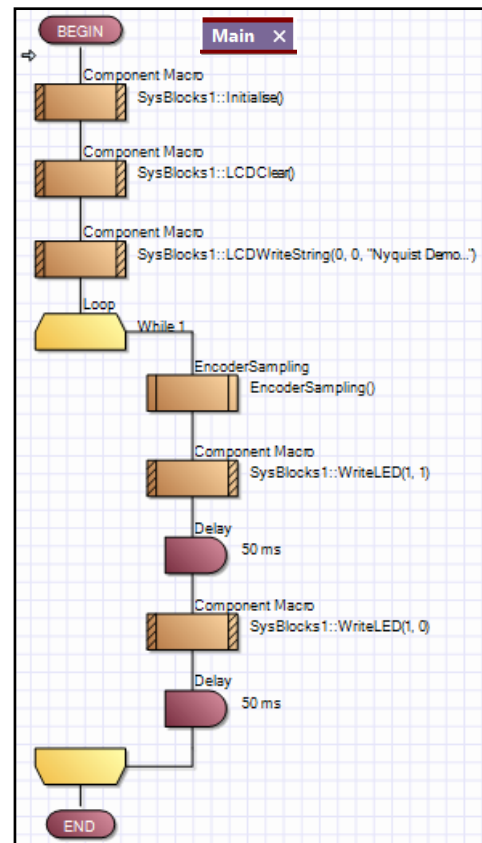 BEGIN
Main ×
Component Macro
SysBlocks1::Initialise()
Component Macro
SysBlocks1::LCDClear()
Component Macro
SysBlocks1::LCDWriteString(0, 0, "Nyquist Demo...")
Loop
While 1
EncoderSampling
EncoderSampling()
Component Macro
SysBlocks1::WriteLED(1, 1)
Delay
50 ms
Component Macro
SysBlocks1::WriteLED(1, 0)
Delay
50 ms
END